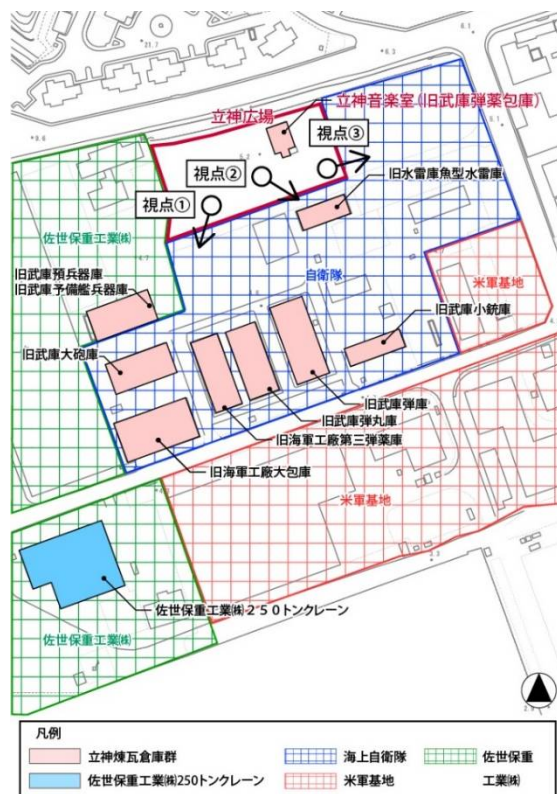 立神音楽室(旧武庫弾薬包庫)
立神広場
視点③
視点②
視点①
旧水雷庫魚型水雷庫
佐世保重工業㈱
旧武庫預兵器庫
旧武庫予備艦兵器庫
自衛隊
米軍基地
旧武庫小銃庫
旧武庫大砲庫
旧武庫弾庫
旧武庫弾丸庫
旧海軍工廠第三弾薬庫
旧海軍工廠大包庫
米軍基地
佐世保重工業㈱250トンクレーン
佐世保重工業㈱
凡例
立神煉瓦倉庫群
海上自衛隊
佐世保重
工業㈱
佐世保重工業㈱250トンクレーン
米軍基地